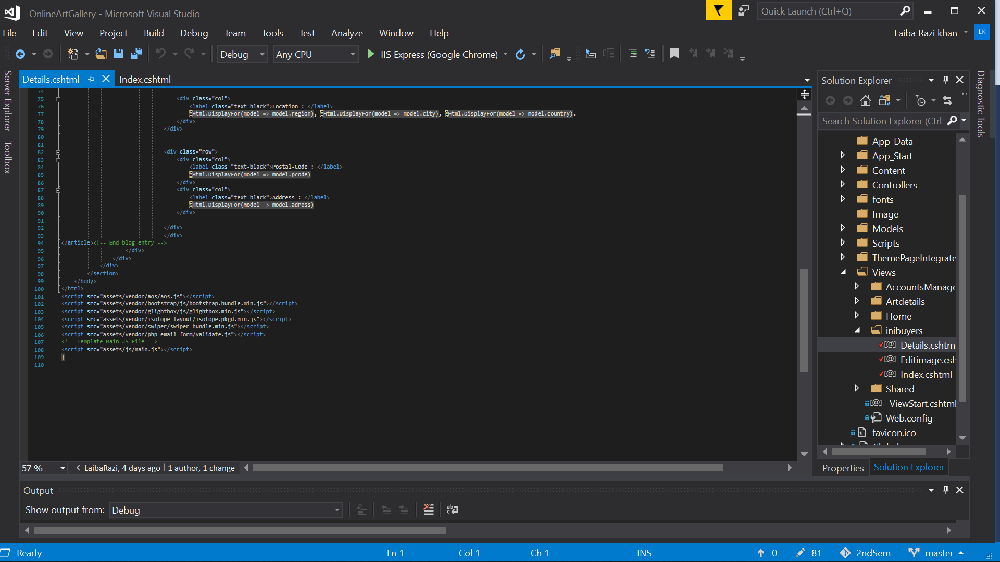 OnlineArtGallery - Microsoft Visual Studio
Quick Launch (Ctrl+Q)
File Edit View Project Build Debug Team Tools Test Analyze Window Help
Laiba Razi khan LK
Debug Any CPU IIS Express (Google Chrome)
Server Explorer
Toolbox
Details.cshtml Index.cshtml
74
75 <div class="col">
76 <label class="text-black">Location : </label>
77 @Html.DisplayFor(model => model.region), @Html.DisplayFor(model => model.city), @Html.DisplayFor(model => model.country).
78 </div>
79 </div>
80
81
82 <div class="row">
83 <div class="col">
84 <label class="text-black">Postal-Code : </label>
85 @Html.DisplayFor(model => model.pcode)
86 </div>
87 <div class="col">
88 <label class="text-black">Address : </label>
89 @Html.DisplayFor(model => model.adress)
90 </div>
91
92 </div>
93 </div>
94 </article><!-- End blog entry -->
95 </div>
96 </div>
97 </div>
98 </section>
99 </body>
100 </html>
101 <script src="assets/vendor/aos/aos.js"></script>
102 <script src="assets/vendor/bootstrap/js/bootstrap.bundle.min.js"></script>
103 <script src="assets/vendor/glightbox/js/glightbox.min.js"></script>
104 <script src="assets/vendor/isotope-layout/isotope.pkgd.min.js"></script>
105 <script src="assets/vendor/swiper/swiper-bundle.min.js"></script>
106 <script src="assets/vendor/php-email-form/validate.js"></script>
107 <!-- Template Main JS File -->
108 <script src="assets/js/main.js"></script>
109 }
110
57 % LaibaRazi, 4 days ago | 1 author, 1 change
Solution Explorer
Search Solution Explorer (Ctrl
App_Data
App_Start
Content
Controllers
fonts
Image
Models
Scripts
ThemePageIntegrate
Views
AccountsManage
Artdetails
Home
inibuyers
Details.cshtm
Editimage.csh
Index.cshtml
Shared
_ViewStart.cshtml
Web.config
favicon.ico
Properties Solution Explorer
Diagnostic Tools
Output
Show output from: Debug
Ready Ln 1 Col 1 Ch 1 INS 0 81 2ndSem master